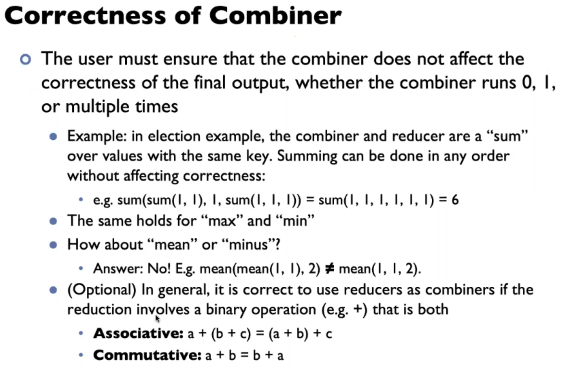 Correctness of Combiner
The user must ensure that the combiner does not affect the
correctness of the final output, whether the combiner runs 0, 1,
or multiple times
Example: in election example, the combiner and reducer are a “sum”
over values with the same key. Summing can be done in any order
without affecting correctness:
e.g. sum(sum(1, 1), 1, sum(1, 1, 1)) = sum(1, 1, 1, 1, 1, 1) = 6
The same holds for “max” and “min”
How about “mean” or “minus”?
Answer: No! E.g. mean(mean(1, 1), 2) ≠ mean(1, 1, 2).
(Optional) In general, it is correct to use reducers as combiners if the
reduction involves a binary operation (e.g. +) that is both
Associative: a + (b + c) = (a + b) + c
Commutative: a + b = b + a